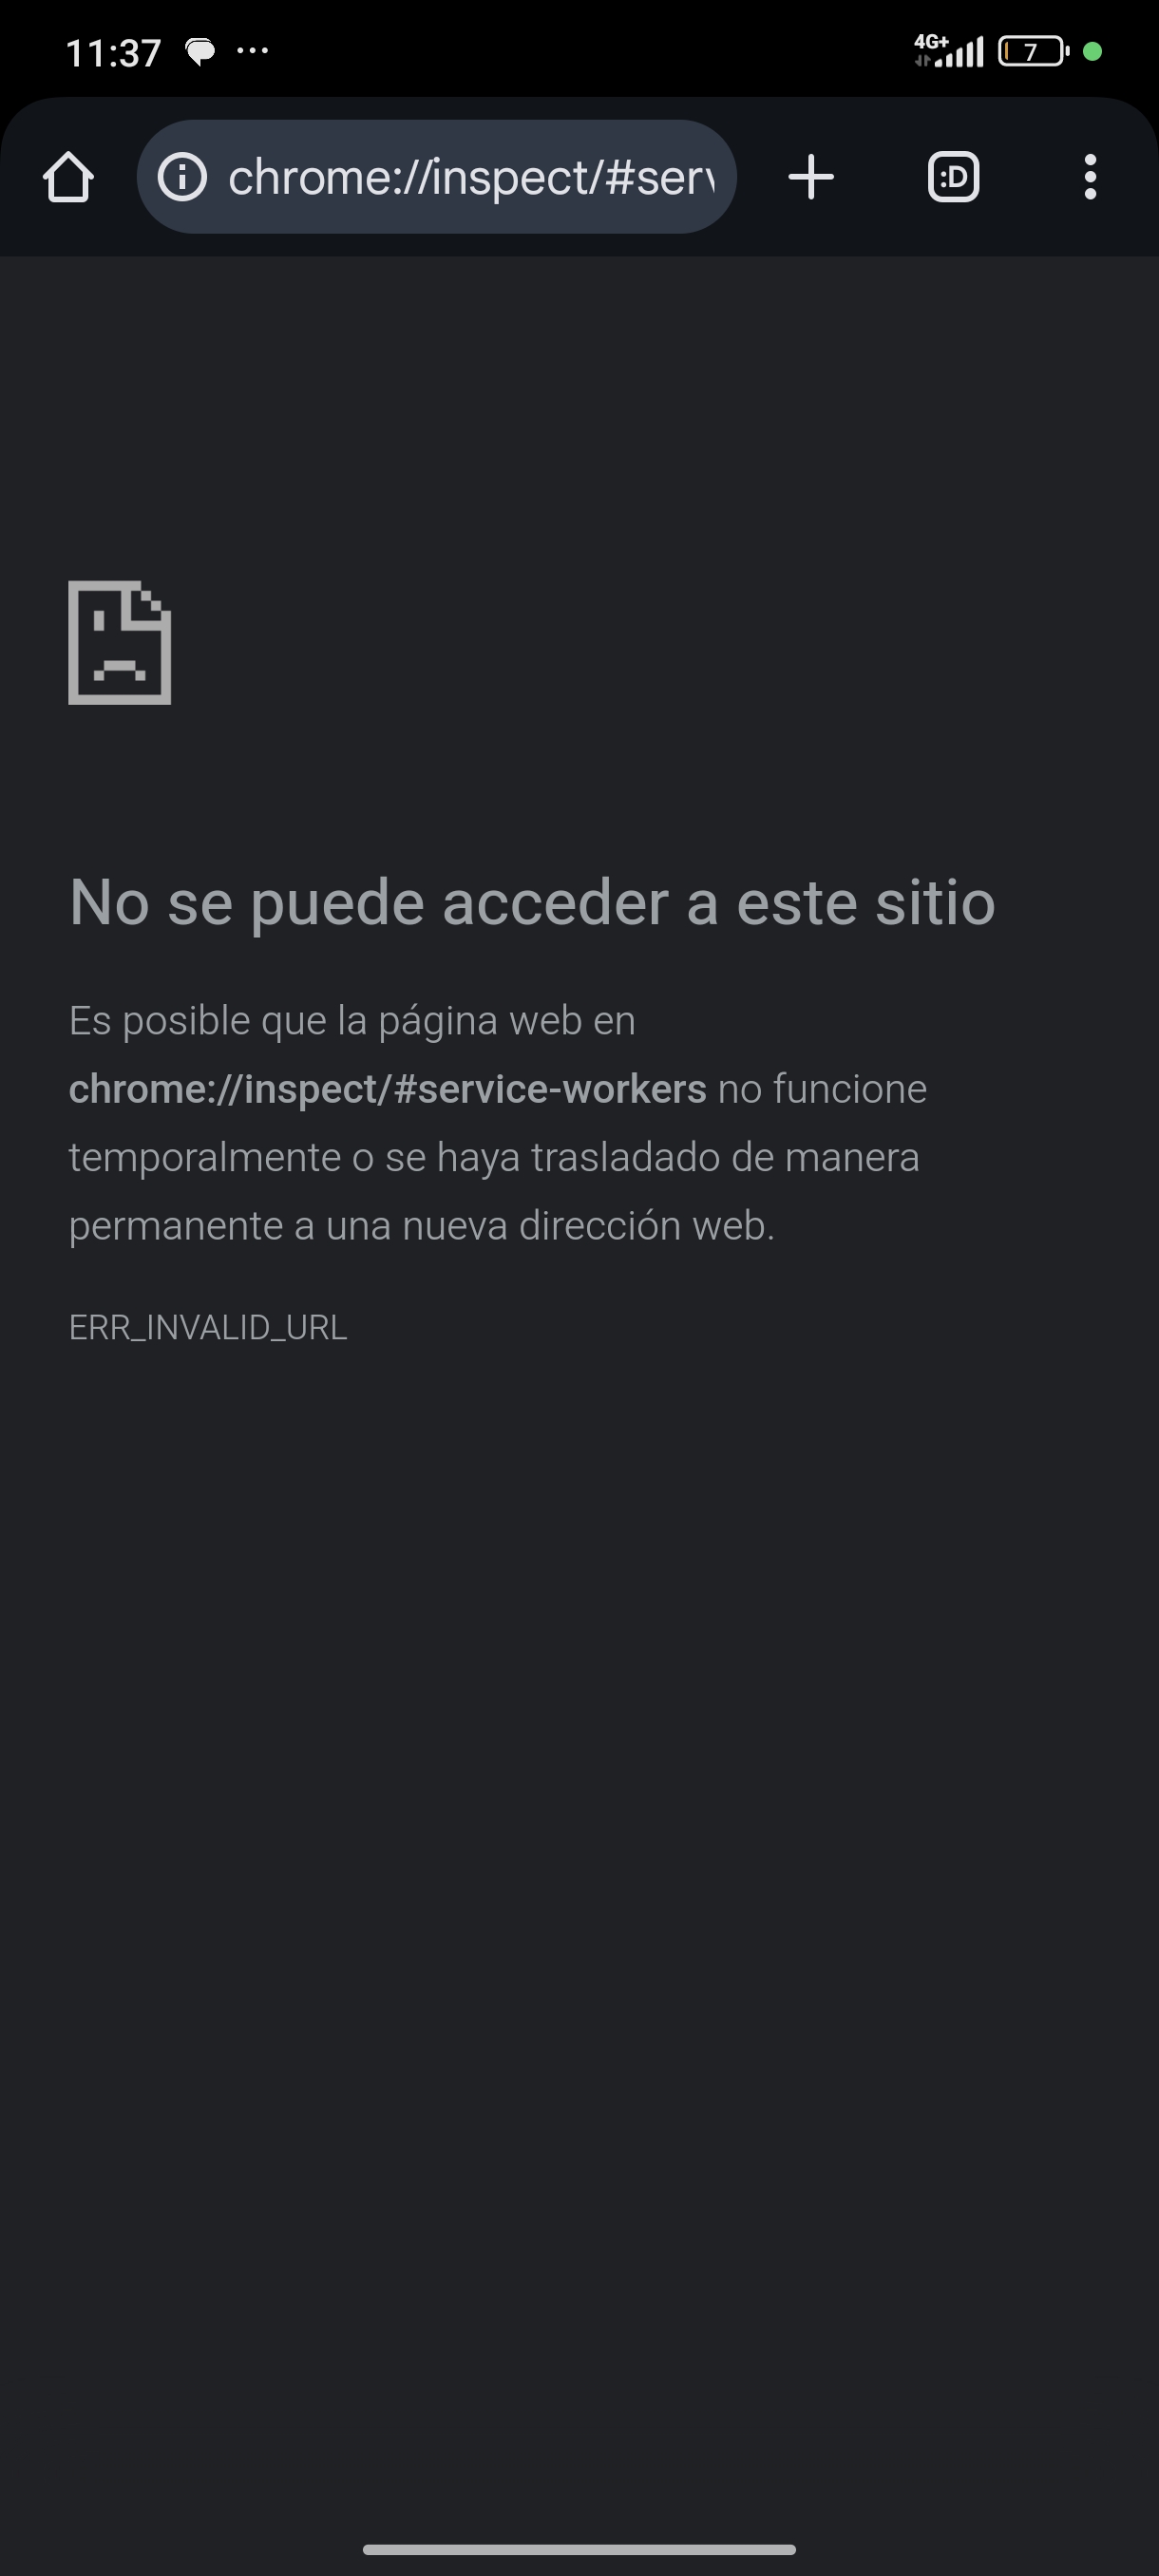 11:37 ... 4G+ 7
chrome://inspect/#serv
:D
No se puede acceder a este sitio
Es posible que la página web en
chrome://inspect/#service-workers no funcione
temporalmente o se haya trasladado de manera
permanente a una nueva dirección web.
ERR_INVALID_URL